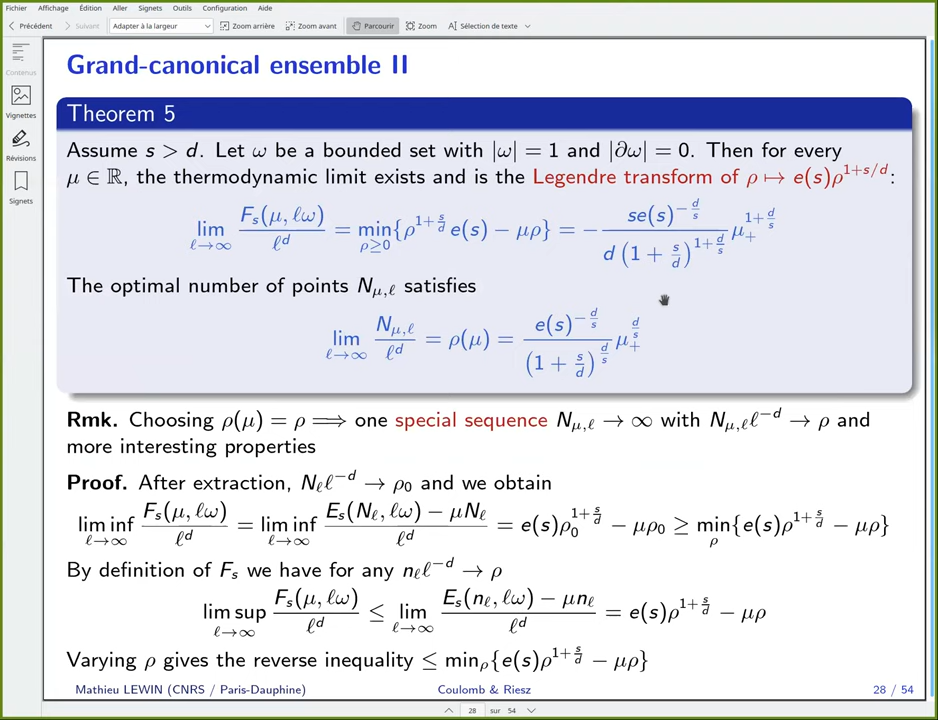 Fichier Affichage Édition Aller Signets Outils Configuration Aide
Précédent Suivant Adapter à la largeur Zoom arrière Zoom avant Parcourir Zoom Sélection de texte
Contenus
Vignettes
Révisions
Signets
Grand-canonical ensemble II
Theorem 5
Assume s > d. Let ω be a bounded set with |ω| = 1 and |∂ω| = 0. Then for every
μ ∈ ℝ, the thermodynamic limit exists and is the Legendre transform of ρ ↦ e(s)ρ^{1+s/d}:
lim_{ℓ→∞} F_s(μ, ℓω)/ℓ^d = min_{ρ≥0}{ρ^{1+s/d} e(s) − μρ} = − se(s)^{−d/s} / (d (1 + s/d)^{1+d/s}) μ_+^{1+d/s}
The optimal number of points N_{μ,ℓ} satisfies
lim_{ℓ→∞} N_{μ,ℓ}/ℓ^d = ρ(μ) = e(s)^{−d/s} / (1 + s/d)^{d/s} μ_+^{d/s}
Rmk. Choosing ρ(μ) = ρ ⟹ one special sequence N_{μ,ℓ} → ∞ with N_{μ,ℓ}ℓ^{−d} → ρ and
more interesting properties
Proof. After extraction, N_ℓ ℓ^{−d} → ρ_0 and we obtain
lim inf_{ℓ→∞} F_s(μ, ℓω)/ℓ^d = lim inf_{ℓ→∞} (E_s(N_ℓ, ℓω) − μN_ℓ)/ℓ^d = e(s)ρ_0^{1+s/d} − μρ_0 ≥ min_ρ{e(s)ρ^{1+s/d} − μρ}
By definition of F_s we have for any n_ℓ ℓ^{−d} → ρ
lim sup_{ℓ→∞} F_s(μ, ℓω)/ℓ^d ≤ lim_{ℓ→∞} (E_s(n_ℓ, ℓω) − μn_ℓ)/ℓ^d = e(s)ρ^{1+s/d} − μρ
Varying ρ gives the reverse inequality ≤ min_ρ{e(s)ρ^{1+s/d} − μρ}
Mathieu LEWIN (CNRS / Paris-Dauphine) Coulomb & Riesz 28 / 54
28 sur 54